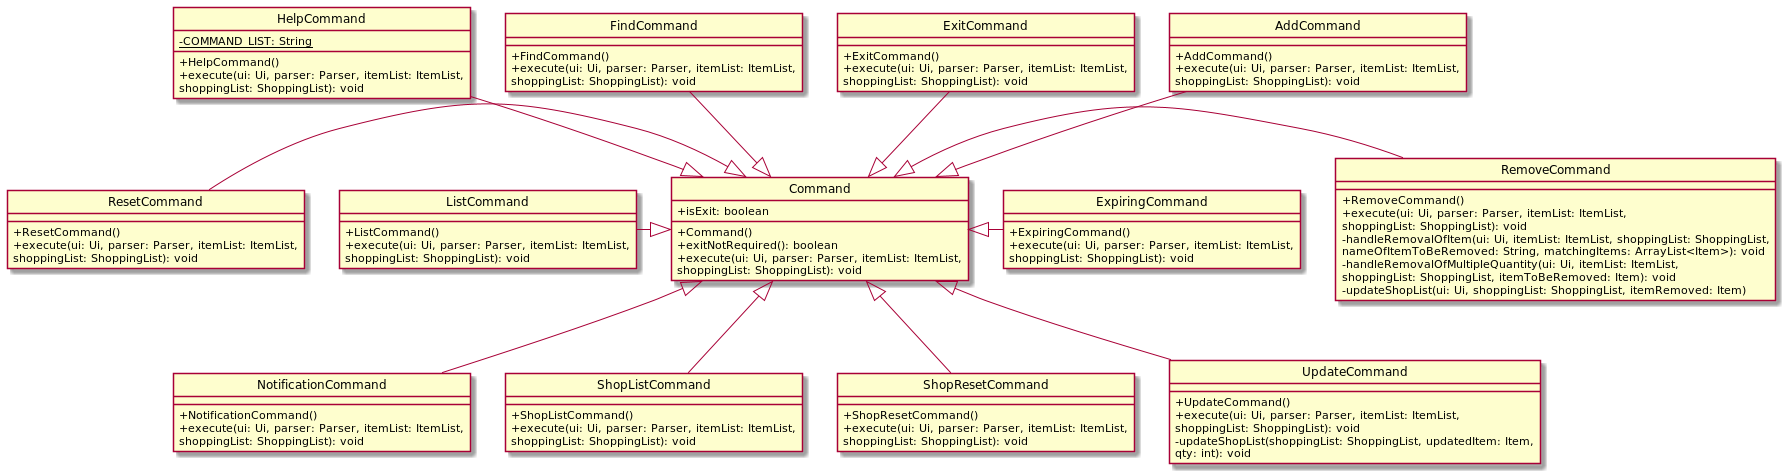 HelpCommand
-COMMAND_LIST: String
+HelpCommand()
+execute(ui: Ui, parser: Parser, itemList: ItemList,
shoppingList: ShoppingList): void
FindCommand
+FindCommand()
+execute(ui: Ui, parser: Parser, itemList: ItemList,
shoppingList: ShoppingList): void
ExitCommand
+ExitCommand()
+execute(ui: Ui, parser: Parser, itemList: ItemList,
shoppingList: ShoppingList): void
AddCommand
+AddCommand()
+execute(ui: Ui, parser: Parser, itemList: ItemList,
shoppingList: ShoppingList): void
ResetCommand
+ResetCommand()
+execute(ui: Ui, parser: Parser, itemList: ItemList,
shoppingList: ShoppingList): void
ListCommand
+ListCommand()
+execute(ui: Ui, parser: Parser, itemList: ItemList,
shoppingList: ShoppingList): void
Command
+isExit: boolean
+Command()
+exitNotRequired(): boolean
+execute(ui: Ui, parser: Parser, itemList: ItemList,
shoppingList: ShoppingList): void
ExpiringCommand
+ExpiringCommand()
+execute(ui: Ui, parser: Parser, itemList: ItemList,
shoppingList: ShoppingList): void
RemoveCommand
+RemoveCommand()
+execute(ui: Ui, parser: Parser, itemList: ItemList,
shoppingList: ShoppingList): void
-handleRemovalOfItem(ui: Ui, itemList: ItemList, shoppingList: ShoppingList,
nameOfItemToBeRemoved: String, matchingItems: ArrayList<Item>): void
-handleRemovalOfMultipleQuantity(ui: Ui, itemList: ItemList,
shoppingList: ShoppingList, itemToBeRemoved: Item): void
-updateShopList(ui: Ui, shoppingList: ShoppingList, itemRemoved: Item)
NotificationCommand
+NotificationCommand()
+execute(ui: Ui, parser: Parser, itemList: ItemList,
shoppingList: ShoppingList): void
ShopListCommand
+ShopListCommand()
+execute(ui: Ui, parser: Parser, itemList: ItemList,
shoppingList: ShoppingList): void
ShopResetCommand
+ShopResetCommand()
+execute(ui: Ui, parser: Parser, itemList: ItemList,
shoppingList: ShoppingList): void
UpdateCommand
+UpdateCommand()
+execute(ui: Ui, parser: Parser, itemList: ItemList,
shoppingList: ShoppingList): void
-updateShopList(shoppingList: ShoppingList, updatedItem: Item,
qty: int): void